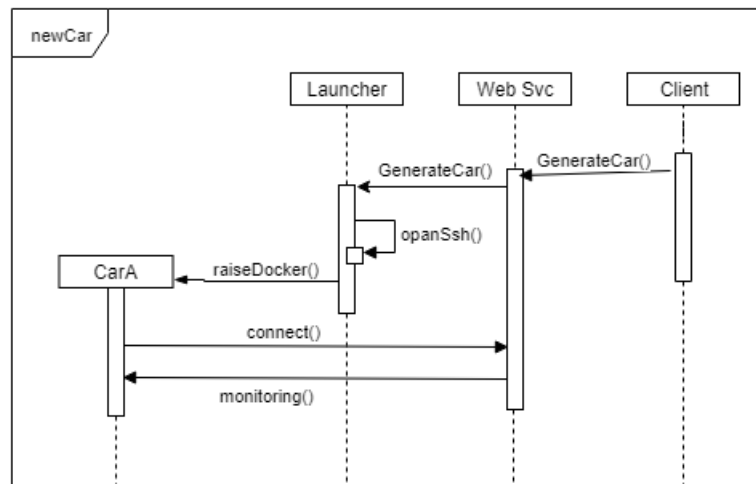 newCar
Launcher
Web Svc
Client
GenerateCar()
GenerateCar()
opanSsh()
CarA
raiseDocker()
connect()
monitoring()